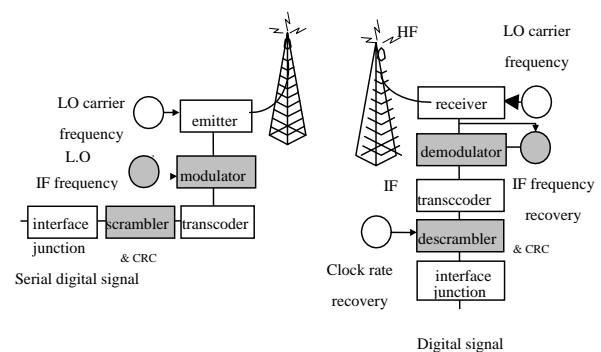 LO carrier
frequency
emitter
L.O
IF frequency
modulator
interface
junction
scrambler
transcoder
& CRC
Serial digital signal
HF
LO carrier
frequency
receiver
demodulator
IF
IF frequency
recovery
transccoder
descrambler
& CRC
Clock rate
recovery
interface
junction
Digital signal